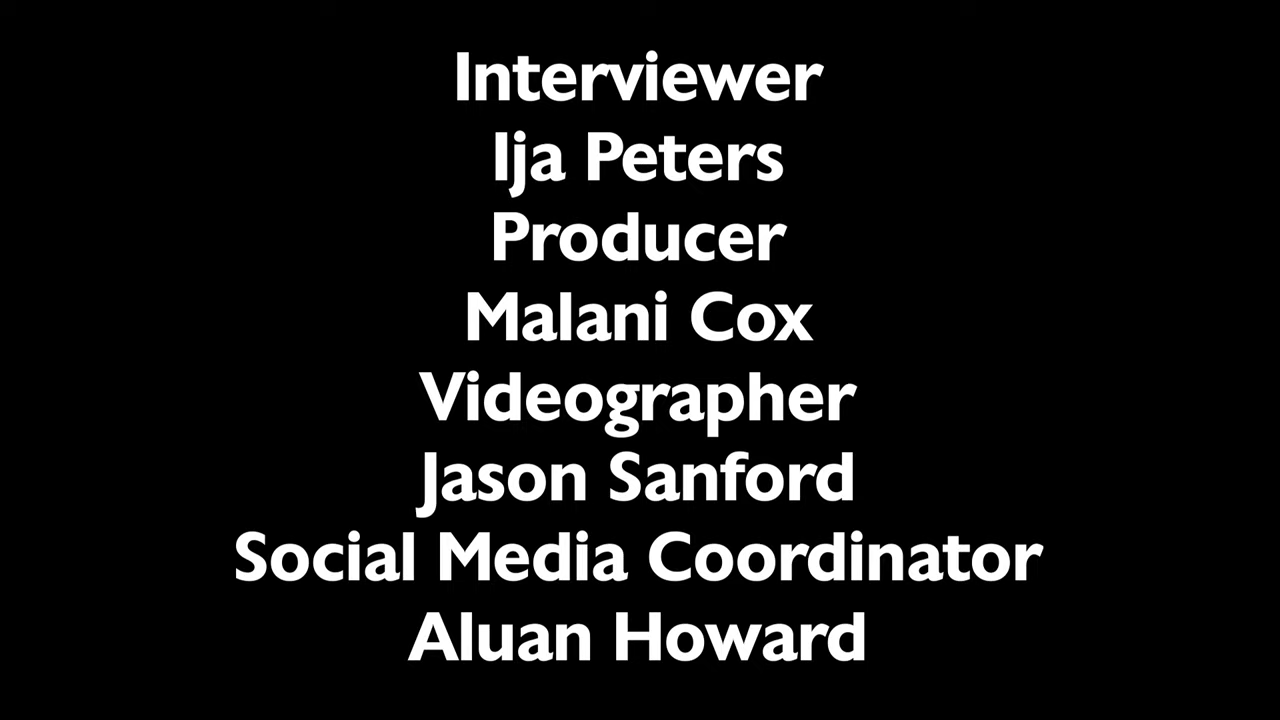 Interviewer
Ija Peters
Producer
Malani Cox
Videographer
Jason Sanford
Social Media Coordinator
Aluan Howard